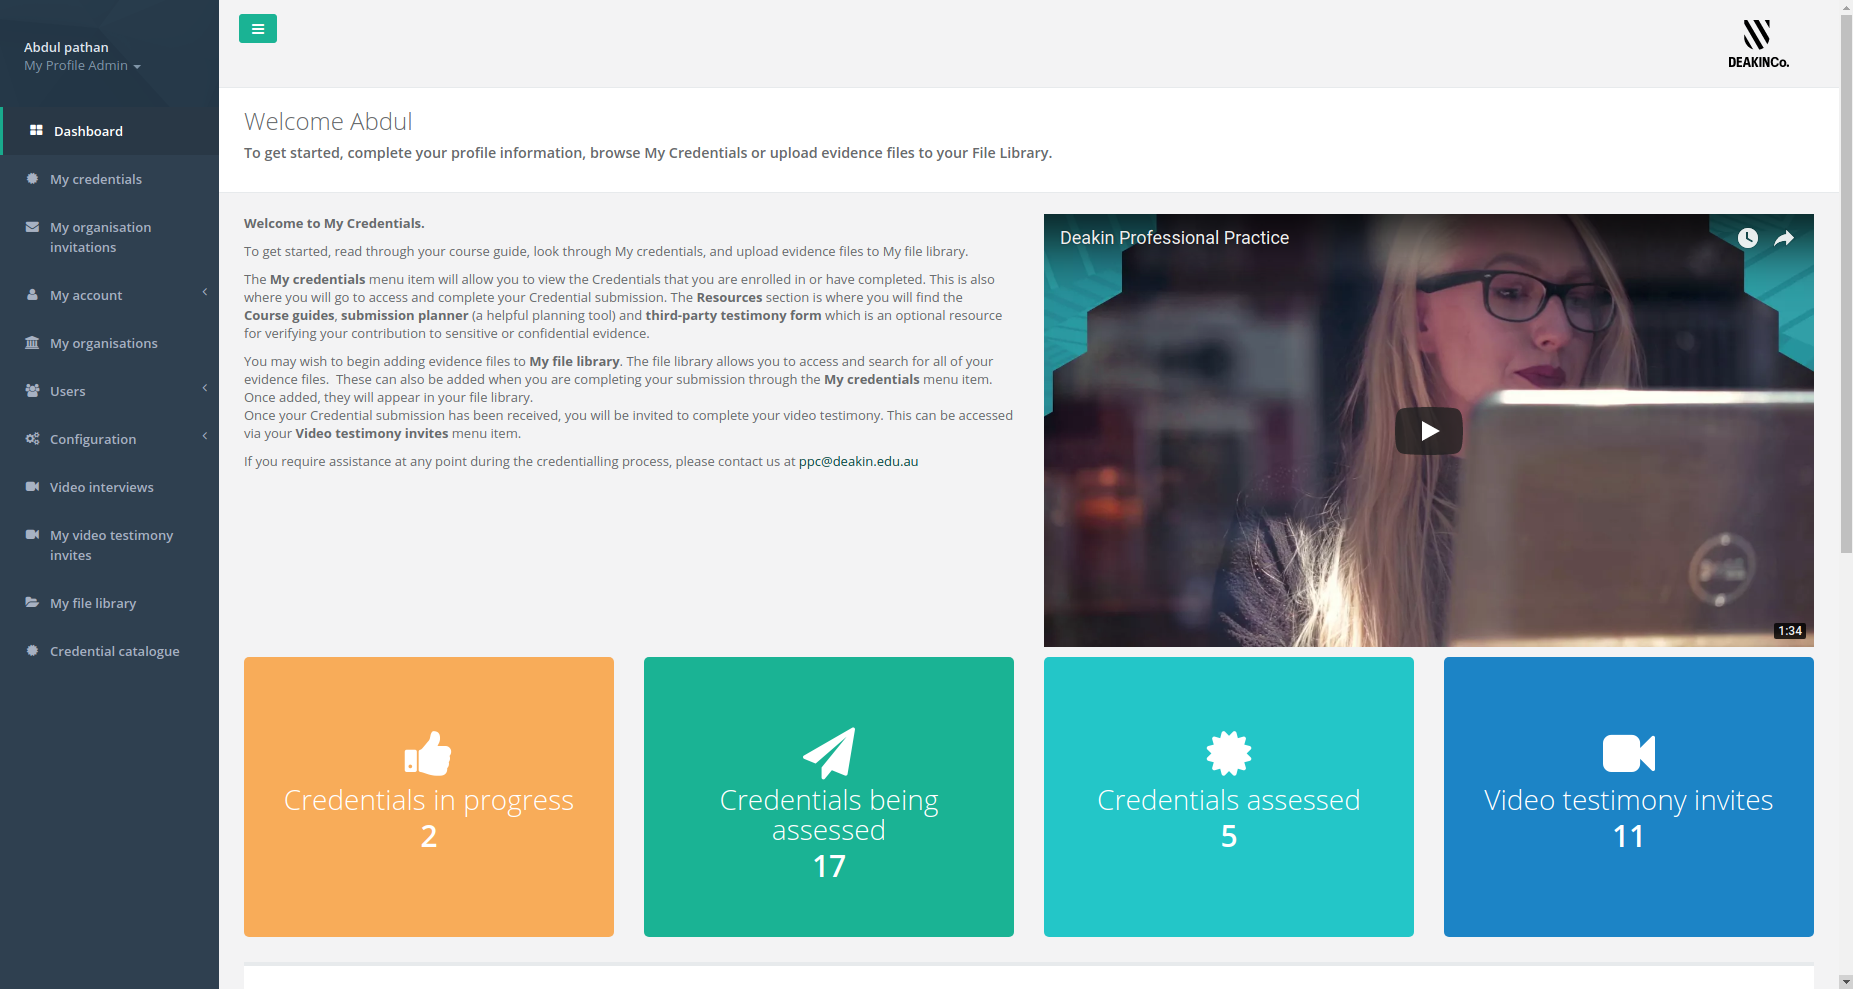 Abdul pathan
My Profile Admin
Dashboard
My credentials
My organisation
invitations
My account
My organisations
Users
Configuration
Video interviews
My video testimony
invites
My file library
Credential catalogue
DEAKINCo.
Welcome Abdul
To get started, complete your profile information, browse My Credentials or upload evidence files to your File Library.
Welcome to My Credentials.
To get started, read through your course guide, look through My credentials, and upload evidence files to My file library.
The My credentials menu item will allow you to view the Credentials that you are enrolled in or have completed. This is also
where you will go to access and complete your Credential submission. The Resources section is where you will find the
Course guides, submission planner (a helpful planning tool) and third-party testimony form which is an optional resource
for verifying your contribution to sensitive or confidential evidence.
You may wish to begin adding evidence files to My file library. The file library allows you to access and search for all of your
evidence files.  These can also be added when you are completing your submission through the My credentials menu item.
Once added, they will appear in your file library.
Once your Credential submission has been received, you will be invited to complete your video testimony. This can be accessed
via your Video testimony invites menu item.
If you require assistance at any point during the credentialling process, please contact us at ppc@deakin.edu.au
Deakin Professional Practice
1:34
Credentials in progress
2
Credentials being
assessed
17
Credentials assessed
5
Video testimony invites
11